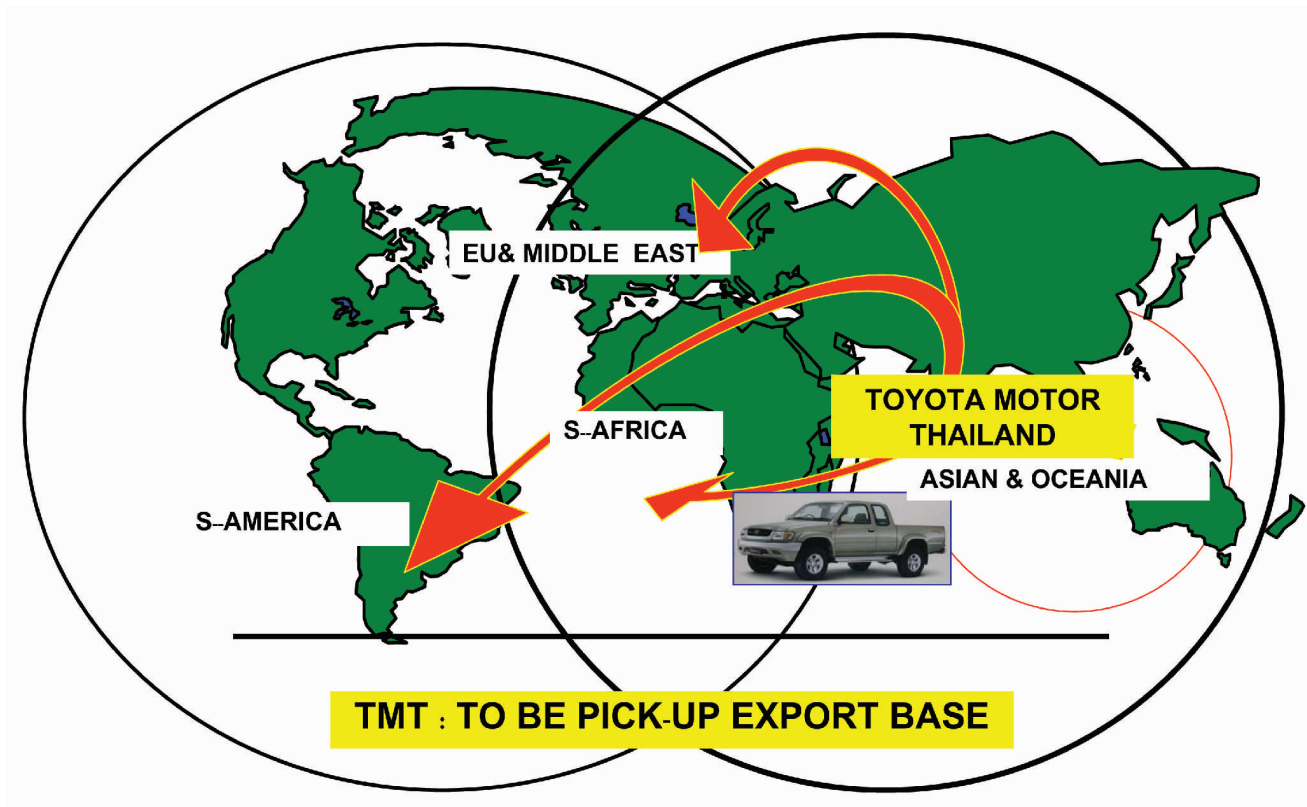 EU& MIDDLE EAST
TOYOTA MOTOR
THAILAND
S--AFRICA
ASIAN & OCEANIA
S--AMERICA
TMT : TO BE PICK-UP EXPORT BASE